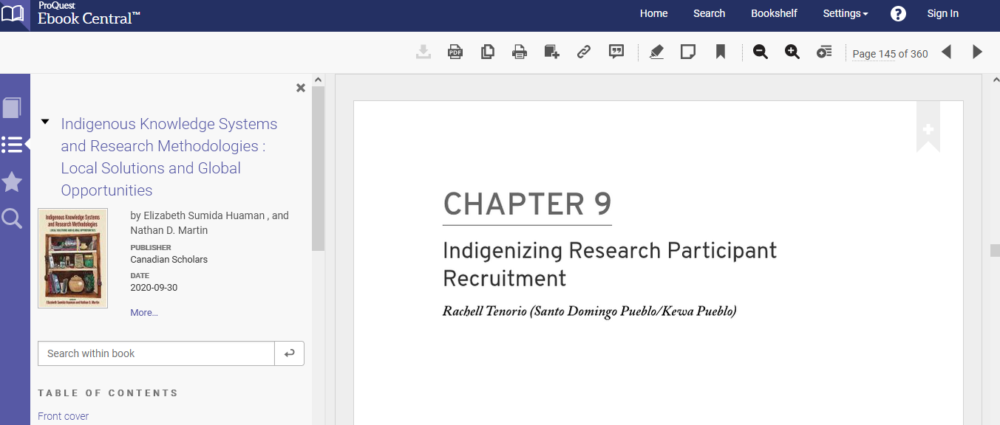 ProQuest
Ebook Central™
Home Search Bookshelf Settings ? Sign In
PDF
Page 145 of 360
Indigenous Knowledge Systems
and Research Methodologies :
Local Solutions and Global
Opportunities
Indigenous Knowledge Systems
and Research Methodologies
LOCAL SOLUTIONS AND GLOBAL OPPORTUNITIES
Elizabeth Sumida Huaman and Nathan D. Martin
by Elizabeth Sumida Huaman , and
Nathan D. Martin
PUBLISHER
Canadian Scholars
DATE
2020-09-30
More...
Search within book
TABLE OF CONTENTS
Front cover
CHAPTER 9
Indigenizing Research Participant
Recruitment
Rachell Tenorio (Santo Domingo Pueblo/Kewa Pueblo)